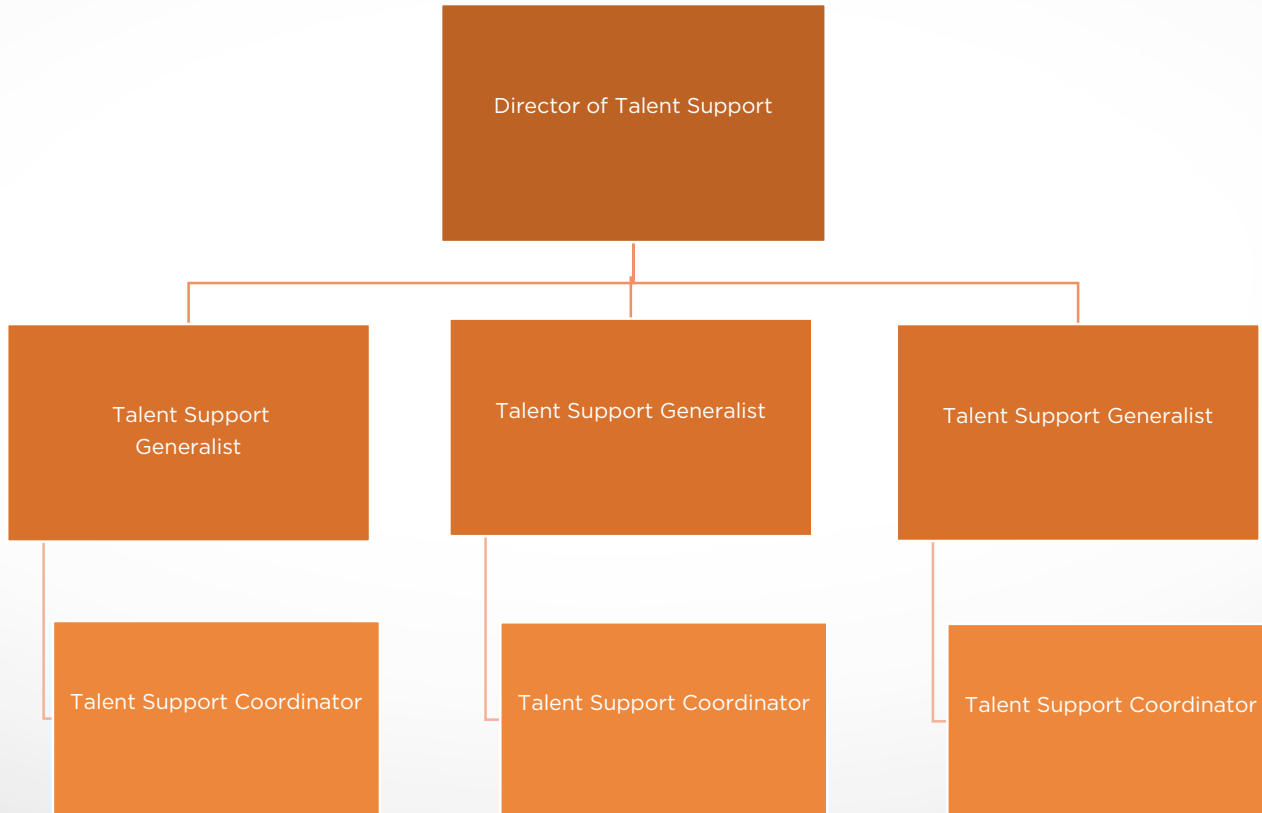 Director of Talent Support
Talent Support
Generalist
Talent Support Generalist
Talent Support Generalist
Talent Support Coordinator
Talent Support Coordinator
Talent Support Coordinator